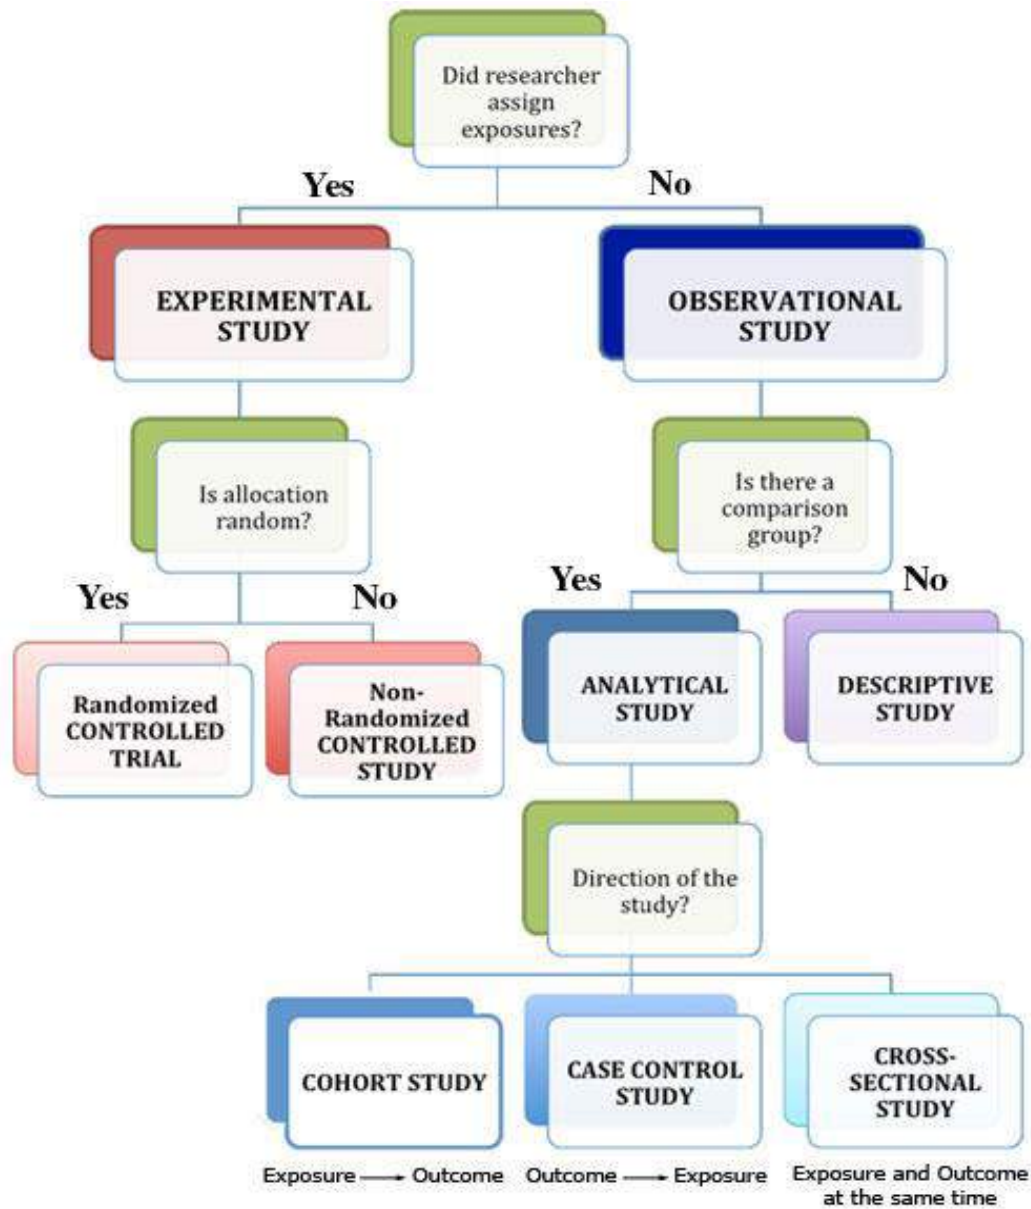 Did researcher
assign
exposures?
Yes
No
EXPERIMENTAL
STUDY
OBSERVATIONAL
STUDY
Is allocation
random?
Is there a
comparison
group?
Yes
No
Yes
No
Randomized
CONTROLLED
TRIAL
Non-
Randomized
CONTROLLED
STUDY
ANALYTICAL
STUDY
DESCRIPTIVE
STUDY
Direction of the
study?
COHORT STUDY
CASE CONTROL
STUDY
CROSS-
SECTIONAL
STUDY
Exposure → Outcome
Outcome → Exposure
Exposure and Outcome
at the same time